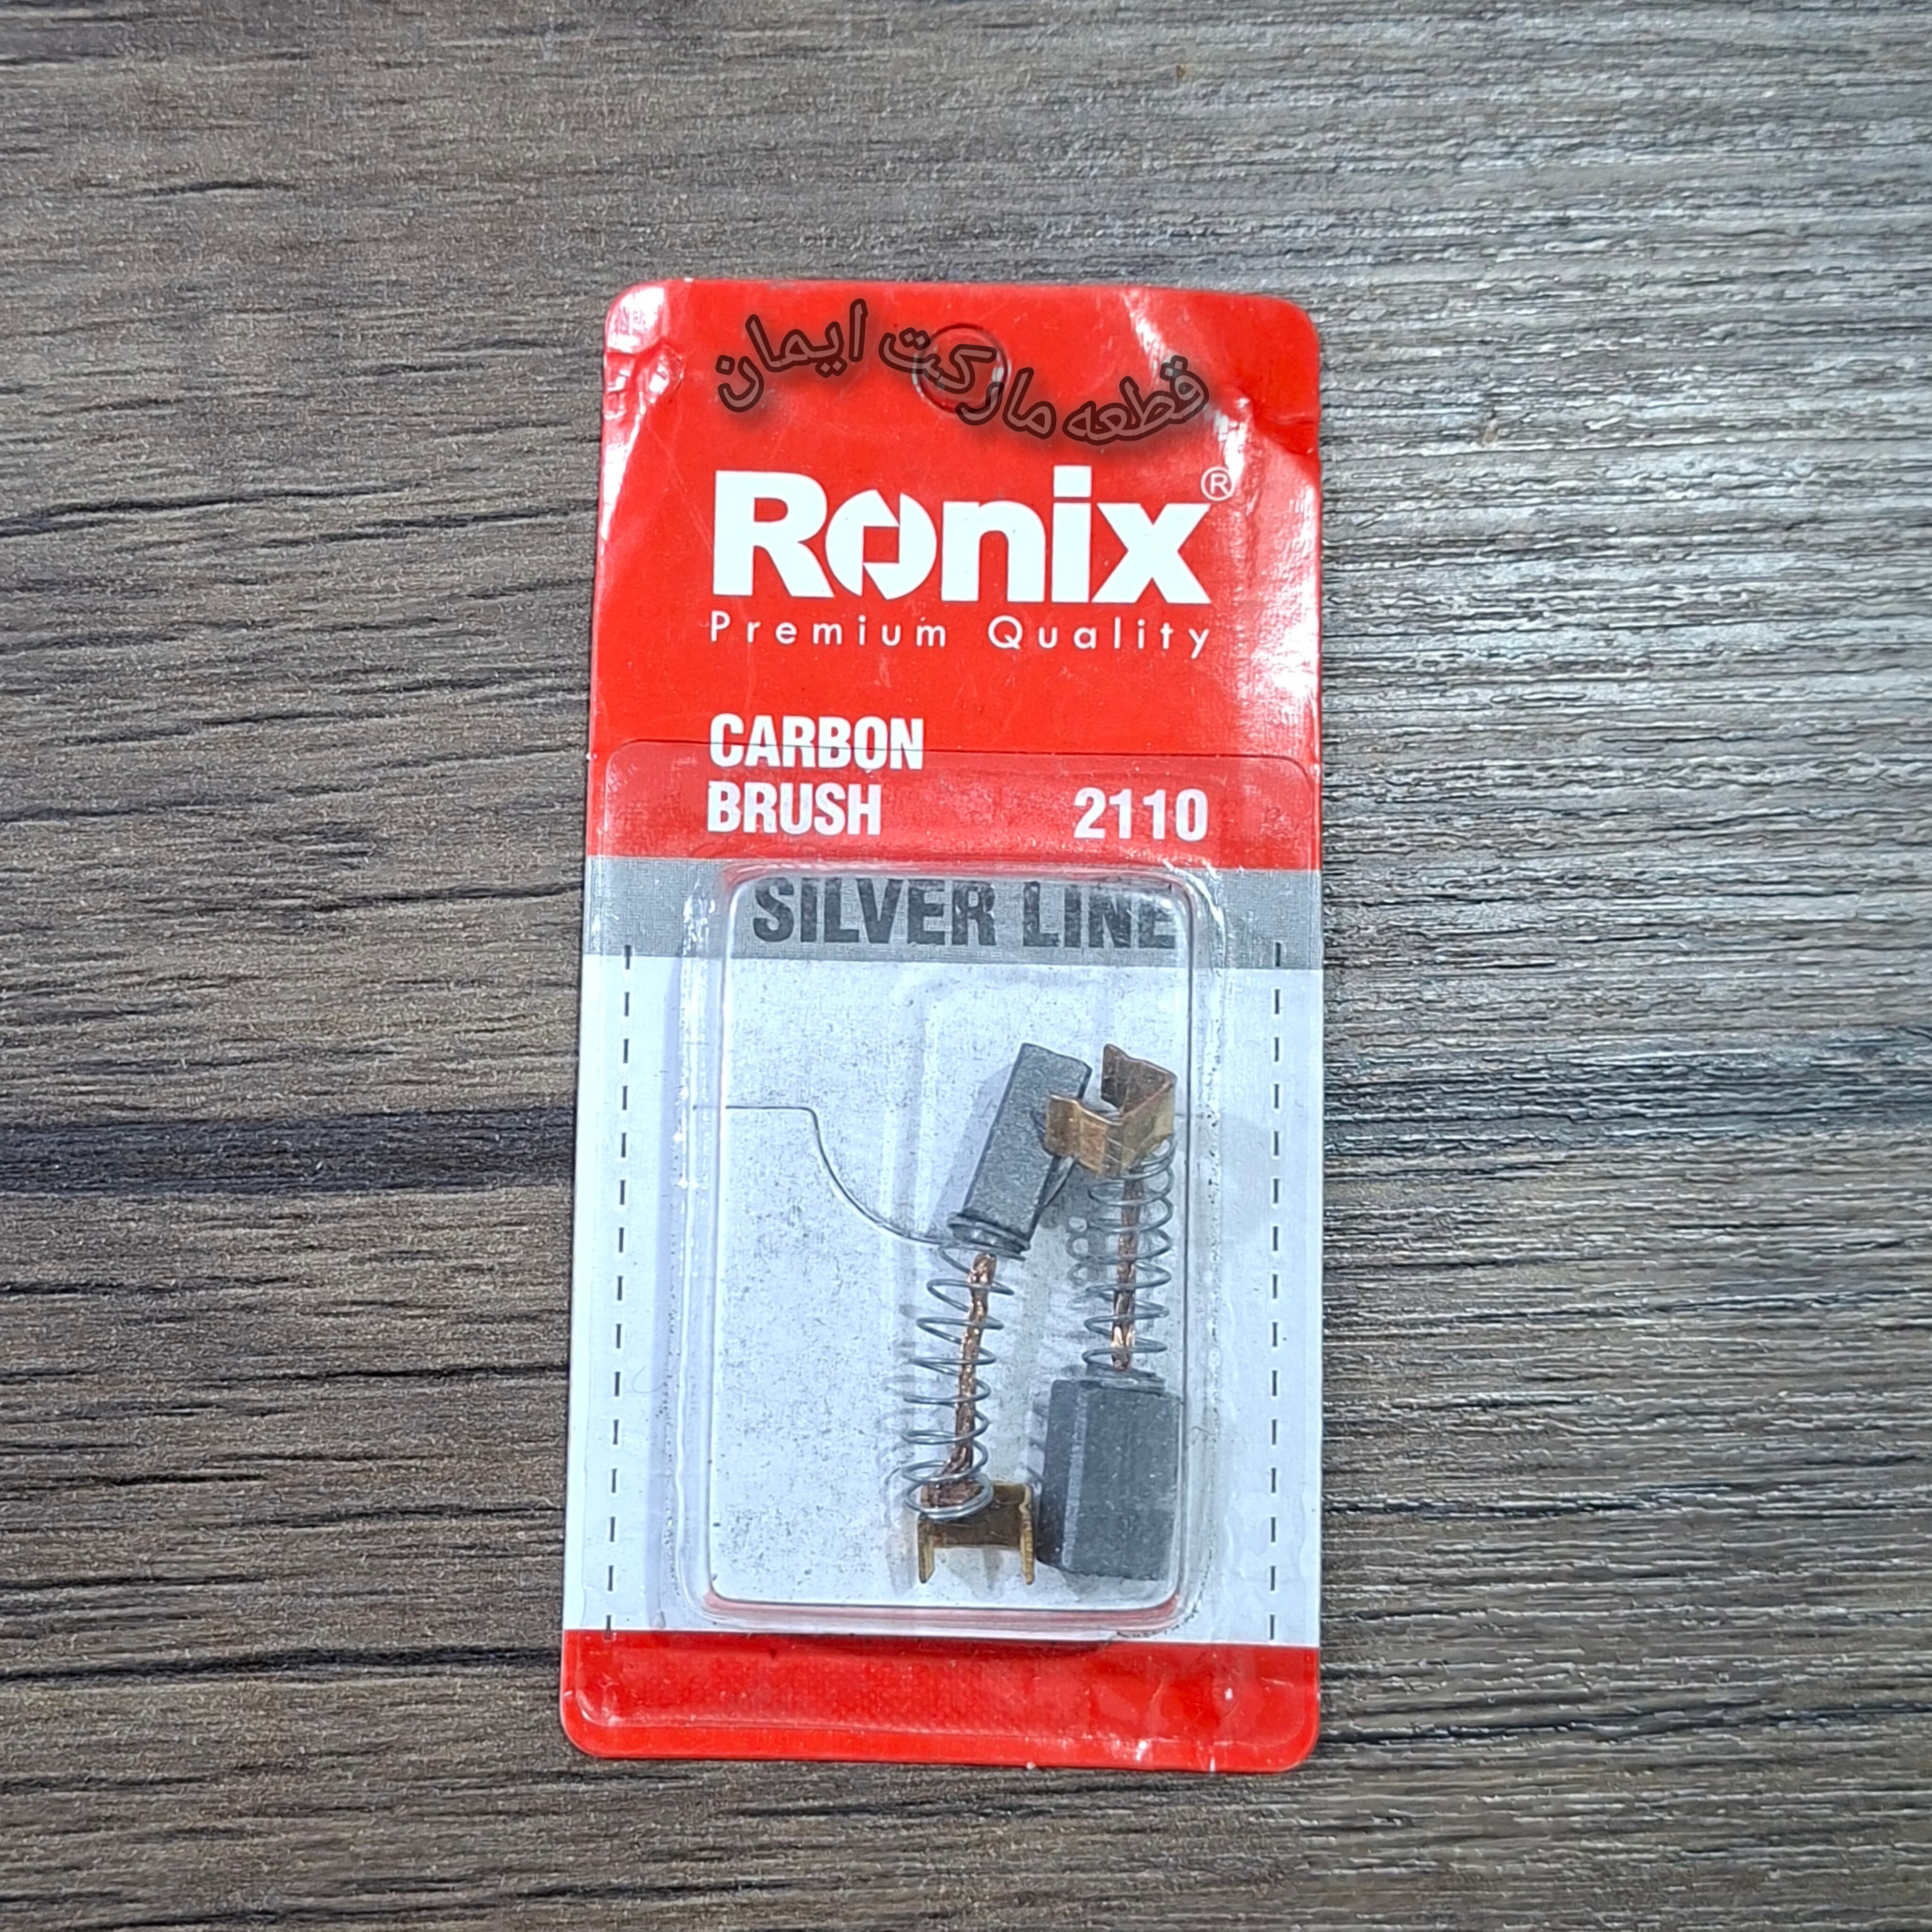 قطعه مارکت ایمان
Ronix®
Premium Quality
CARBON
BRUSH 2110
SILVER LINE